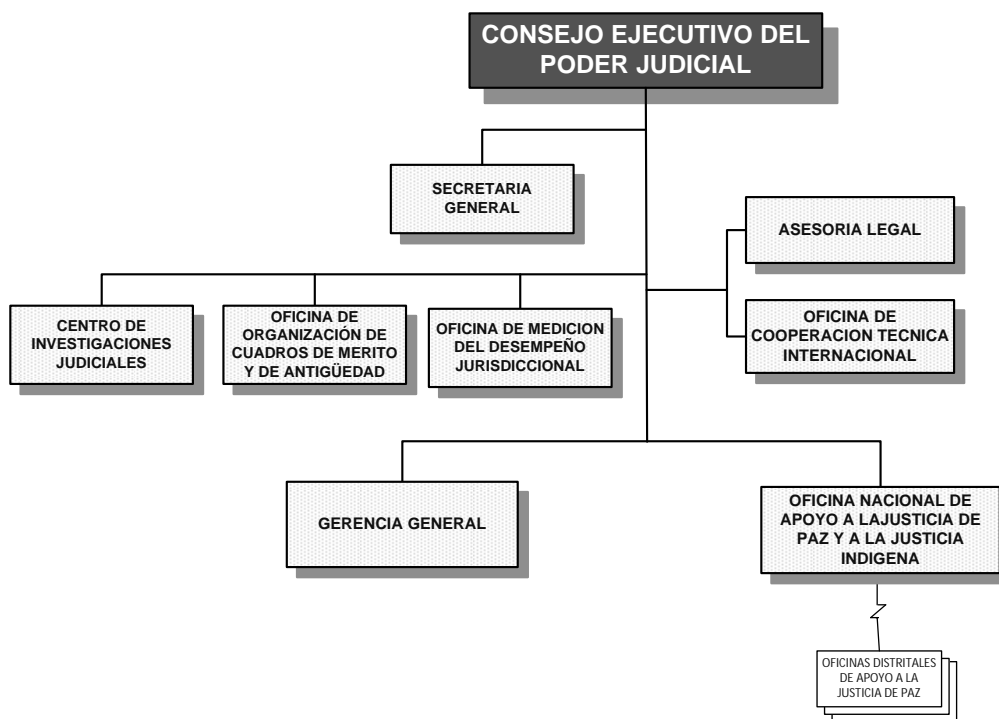 CONSEJO EJECUTIVO DEL
PODER JUDICIAL
SECRETARIA
GENERAL
ASESORIA LEGAL
CENTRO DE
INVESTIGACIONES
JUDICIALES
OFICINA DE
ORGANIZACIÓN DE
CUADROS DE MERITO
Y DE ANTIGÜEDAD
OFICINA DE MEDICION
DEL DESEMPEÑO
JURISDICCIONAL
OFICINA DE
COOPERACION TECNICA
INTERNACIONAL
GERENCIA GENERAL
OFICINA NACIONAL DE
APOYO A LAJUSTICIA DE
PAZ Y A LA JUSTICIA
INDIGENA
OFICINAS DISTRITALES
DE APOYO A LA
JUSTICIA DE PAZ